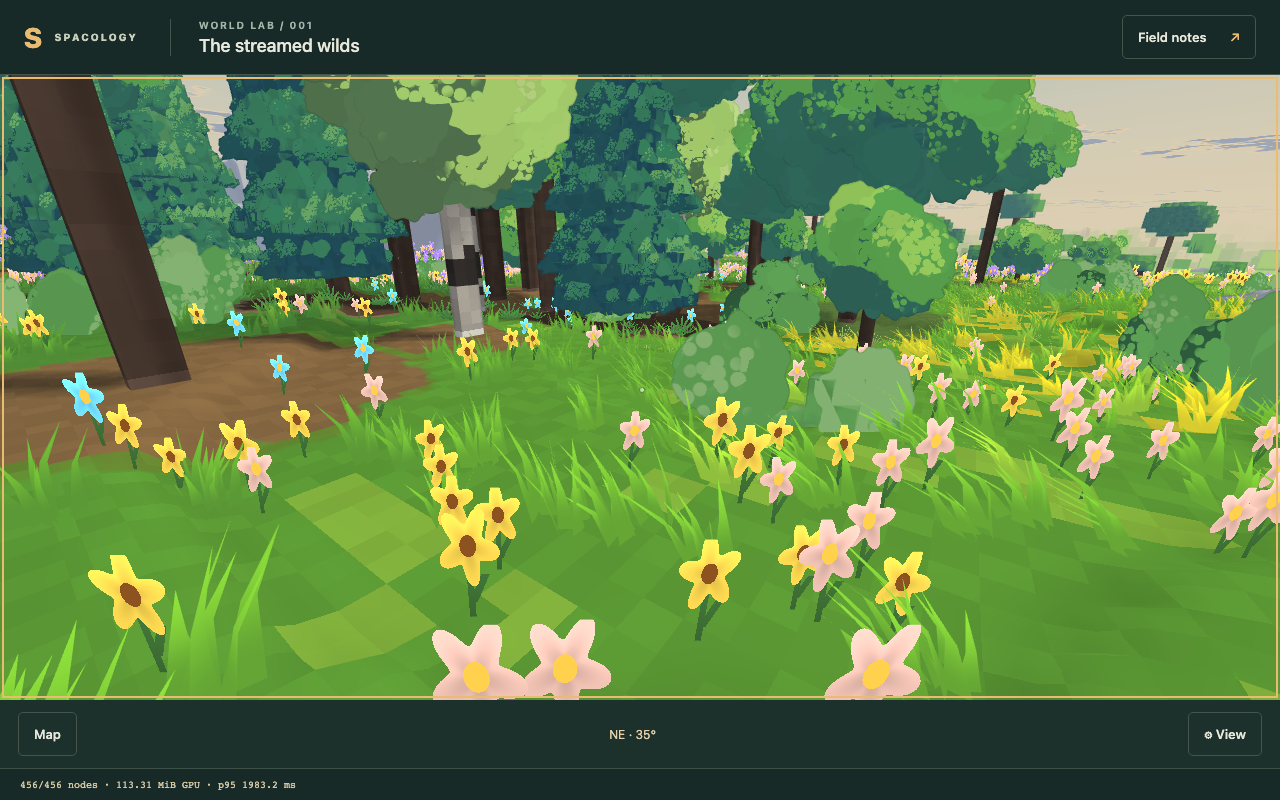 S SPACOLOGY
WORLD LAB / 001
The streamed wilds
Field notes ↗
Map
NE · 35°
⚙ View
456/456 nodes · 113.31 MiB GPU · p95 1983.2 ms